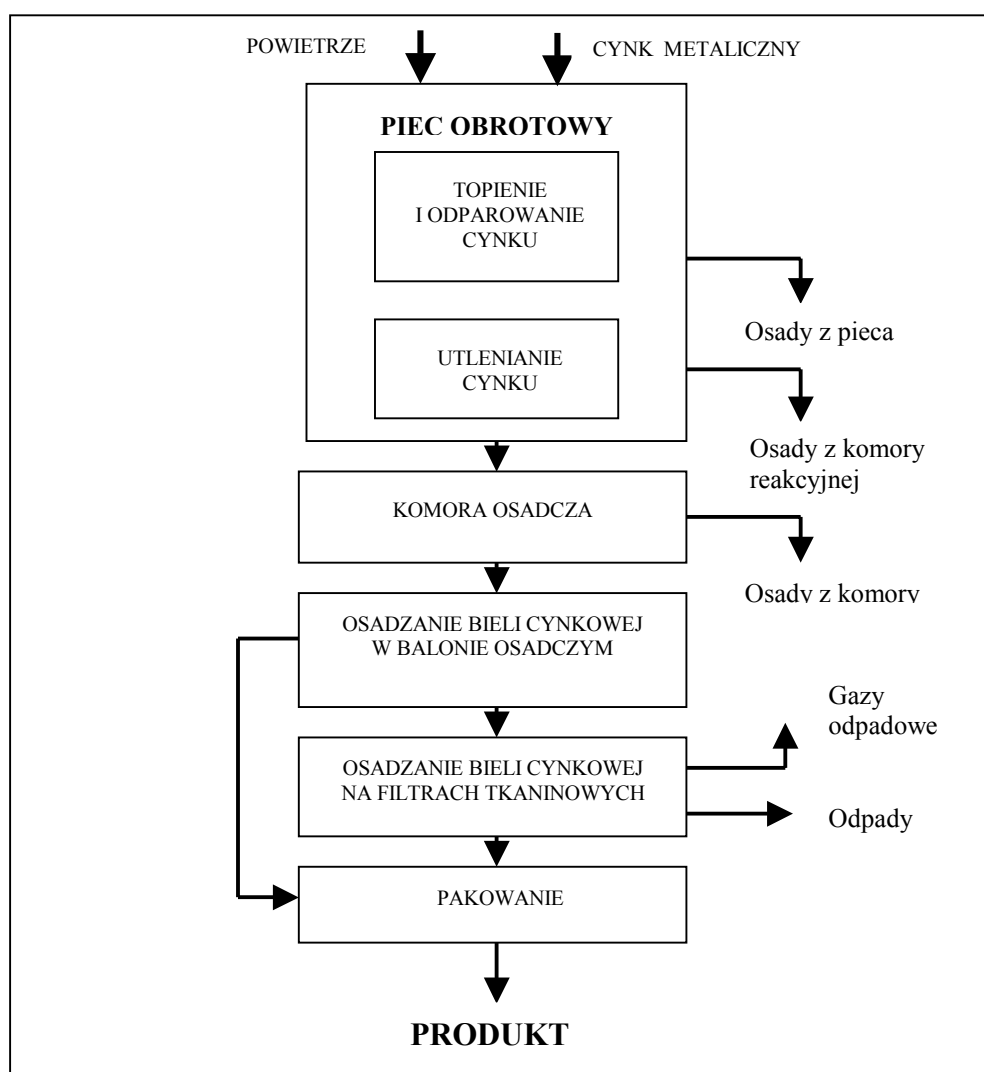 POWIETRZE
CYNK METALICZNY
PIEC OBROTOWY
TOPIENIE
I ODPAROWANIE
CYNKU
Osady z pieca
UTLENIANIE
CYNKU
Osady z komory
reakcyjnej
KOMORA OSADCZA
Osady z komory
OSADZANIE BIELI CYNKOWEJ
W BALONIE OSADCZYM
Gazy
odpadowe
OSADZANIE BIELI CYNKOWEJ
NA FILTRACH TKANINOWYCH
Odpady
PAKOWANIE
PRODUKT